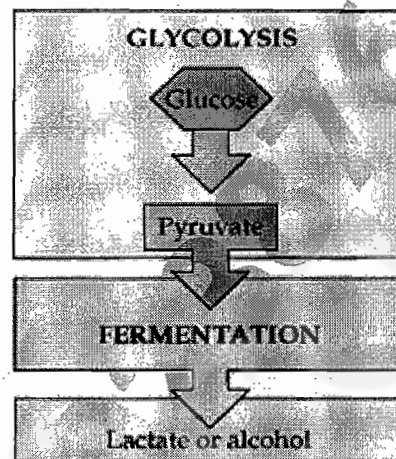 GLYCOLYSIS
Glucose
Pyruvate
FERMENTATION
Lactate or alcohol